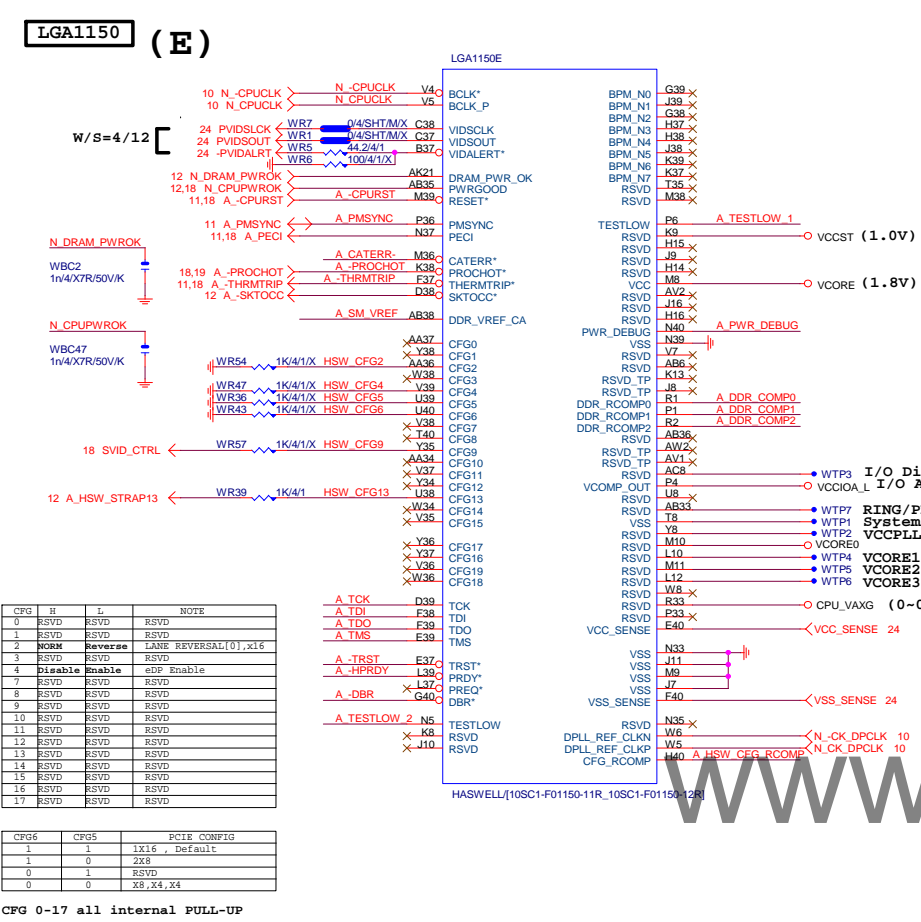 LGA1150 (E)
LGA1150E
10 N_-CPUCLK N_-CPUCLK V4 BCLK* BPM_N0 G39
10 N_CPUCLK N_CPUCLK V5 BCLK_P BPM_N1 J39
BPM_N2 G38
W/S=4/12
24 PVIDSLCK WR7 0/4/SHT/M/X C38 VIDSCLK BPM_N3 H37
24 PVIDSOUT WR1 0/4/SHT/M/X C37 VIDSOUT BPM_N4 H38
24 -PVIDALRT WR5 44.2/4/1 B37 VIDALERT* BPM_N5 J38
WR6 100/4/1/X BPM_N6 K39
12 N_DRAM_PWROK AK21 DRAM_PWR_OK BPM_N7 K37
12,18 N_CPUPWROK AB35 PWRGOOD RSVD T35
11,18 A_-CPURST A_-CPURST M39 RESET* RSVD M38
11 A_PMSYNC A_PMSYNC P36 PMSYNC TESTLOW P6 A_TESTLOW_1
11,18 A_PECI N37 PECI RSVD K9 VCCST (1.0V)
RSVD H15
A_CATERR- M36 CATERR* RSVD J9
18,19 A_-PROCHOT A_-PROCHOT K38 PROCHOT* RSVD H14
11,18 A_-THRMTRIP A_-THRMTRIP F37 THERMTRIP* VCC M8 VCORE (1.8V)
12 A_-SKTOCC D38 SKTOCC* RSVD AV2
RSVD J16
A_SM_VREF AB38 DDR_VREF_CA RSVD H16
PWR_DEBUG N40 A_PWR_DEBUG
AA37 CFG0 VSS N39
Y38 CFG1 RSVD V7
WR54 1K/4/1/X HSW_CFG2 AA36 CFG2 RSVD AB6
W38 CFG3 RSVD_TP K13
WR47 1K/4/1/X HSW_CFG4 V39 CFG4 RSVD_TP J8
WR36 1K/4/1/X HSW_CFG5 U39 CFG5 DDR_RCOMP0 R1 A_DDR_COMP0
WR43 1K/4/1/X HSW_CFG6 U40 CFG6 DDR_RCOMP1 P1 A_DDR_COMP1
V38 CFG7 DDR_RCOMP2 R2 A_DDR_COMP2
T40 CFG8 RSVD AB36
18 SVID_CTRL WR57 1K/4/1/X HSW_CFG9 Y35 CFG9 RSVD_TP AW2
AA34 CFG10 RSVD_TP AV1
V37 CFG11 RSVD AC8 WTP3 I/O Di
Y34 CFG12 VCOMP_OUT P4 VCCIOA_L I/O A
12 A_HSW_STRAP13 WR39 1K/4/1 HSW_CFG13 U38 CFG13 RSVD U8
W34 CFG14 RSVD AB33 WTP7 RING/P
V35 CFG15 VSS T8 WTP1 System
RSVD Y8 WTP2 VCCPLL
Y36 CFG17 RSVD M10 VCORE0
Y37 CFG16 RSVD L10 WTP4 VCORE1
V36 CFG19 RSVD M11 WTP5 VCORE2
W36 CFG18 RSVD L12 WTP6 VCORE3
RSVD W8
A_TCK D39 TCK RSVD R33 CPU_VAXG (0~
A_TDI F38 TDI RSVD P33
A_TDO F39 TDO VCC_SENSE E40 VCC_SENSE 24
A_TMS E39 TMS
VSS N33
A_-TRST E37 TRST* VSS J11
A_-HPRDY L39 PRDY* VSS M9
L37 PREQ* VSS J7
A_-DBR G40 DBR* VSS_SENSE F40 VSS_SENSE 24
A_TESTLOW_2 N5 TESTLOW RSVD N35
K8 RSVD DPLL_REF_CLKN W6 N_-CK_DPCLK 10
J10 RSVD DPLL_REF_CLKP W5 N_CK_DPCLK 10
CFG_RCOMP H40 A_HSW_CFG_RCOMP
HASWELL/[10SC1-F01150-11R_10SC1-F01150-12R]
N_DRAM_PWROK
WBC2
1n/4/X7R/50V/K
N_CPUPWROK
WBC47
1n/4/X7R/50V/K
CFG H L NOTE
0 RSVD RSVD RSVD
1 RSVD RSVD RSVD
2 NORM Reverse LANE REVERSAL[0],x16
3 RSVD RSVD RSVD
4 Disable Enable eDP Enable
7 RSVD RSVD RSVD
8 RSVD RSVD RSVD
9 RSVD RSVD RSVD
10 RSVD RSVD RSVD
11 RSVD RSVD RSVD
12 RSVD RSVD RSVD
13 RSVD RSVD RSVD
14 RSVD RSVD RSVD
15 RSVD RSVD RSVD
16 RSVD RSVD RSVD
17 RSVD RSVD RSVD
CFG6 CFG5 PCIE CONFIG
1 1 1X16 , Default
1 0 2X8
0 1 RSVD
0 0 X8,X4,X4
CFG 0-17 all internal PULL-UP
www